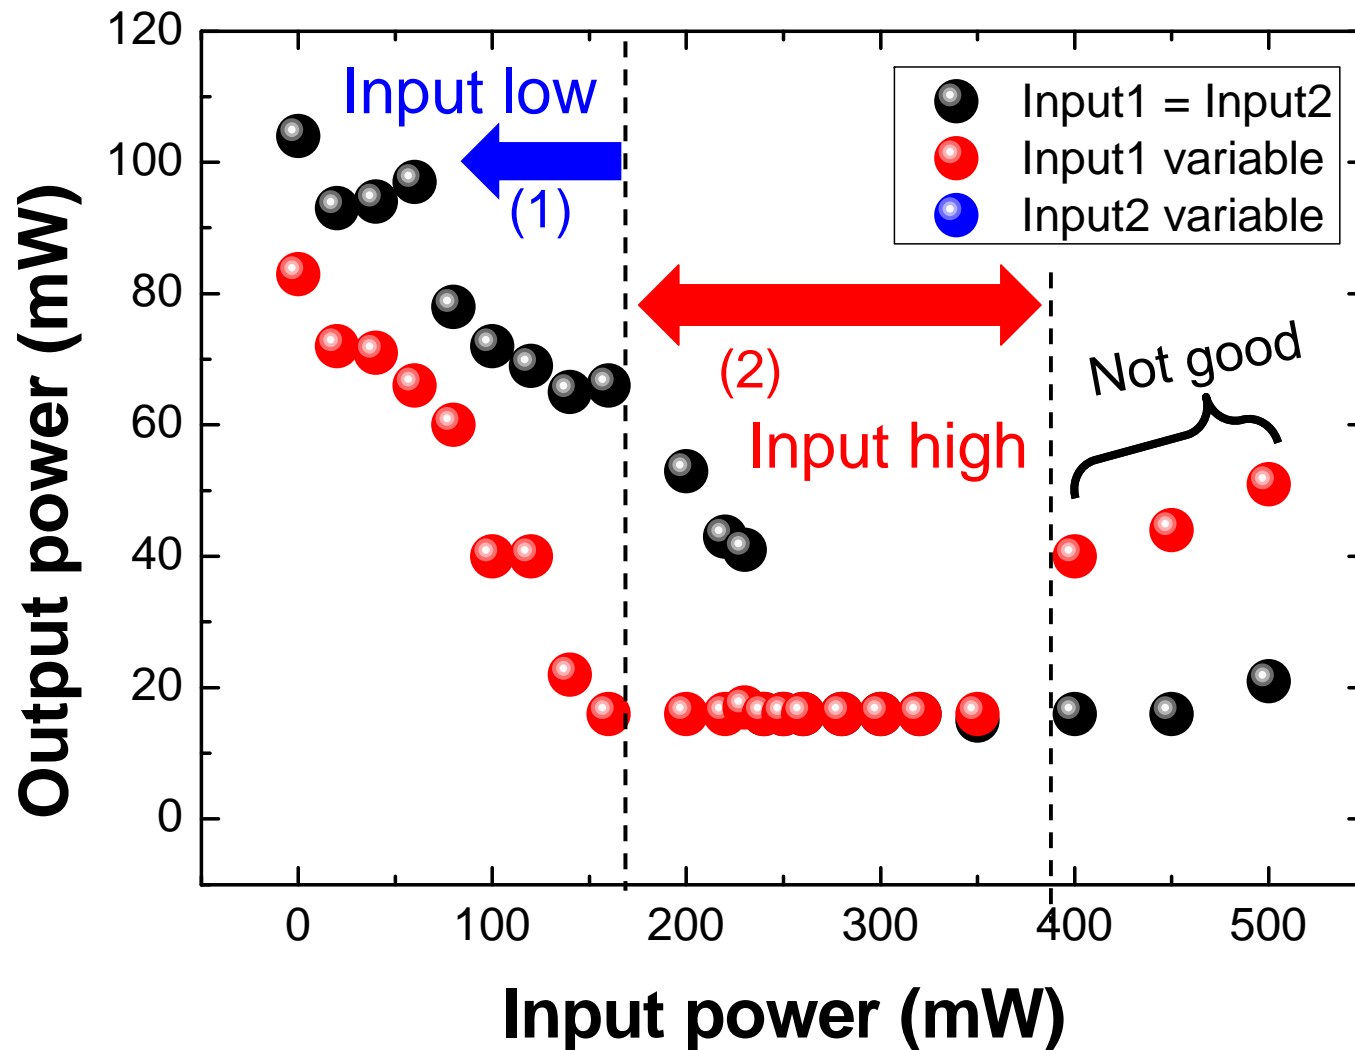 120
100
80
60
40
20
0
Output power (mW)
Input low
(1)
Input1 = Input2
Input1 variable
Input2 variable
(2)
Input high
Not good
0 100 200 300 400 500
Input power (mW)